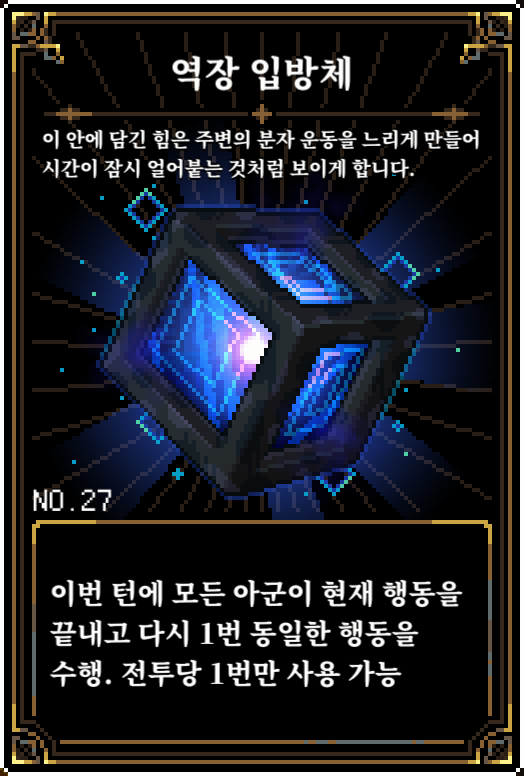 역장 입방체
이 안에 담긴 힘은 주변의 분자 운동을 느리게 만들어
시간이 잠시 얼어붙는 것처럼 보이게 합니다.
NO.27
이번 턴에 모든 아군이 현재 행동을
끝내고 다시 1번 동일한 행동을
수행. 전투당 1번만 사용 가능